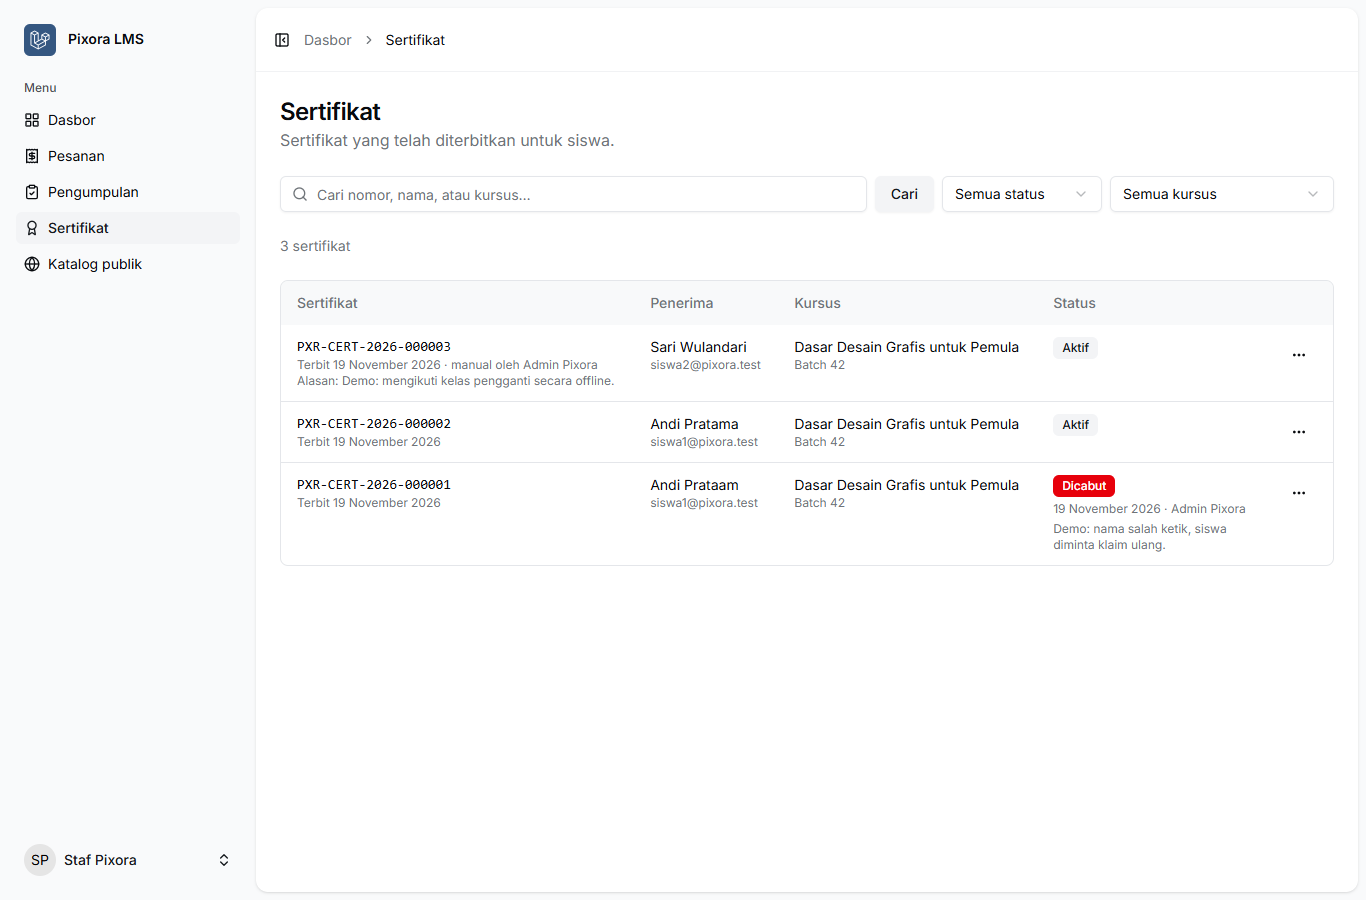 Pixora LMS
Menu
Dasbor
Pesanan
Pengumpulan
Sertifikat
Katalog publik
SP Staf Pixora
Dasbor > Sertifikat
Sertifikat
Sertifikat yang telah diterbitkan untuk siswa.
Cari nomor, nama, atau kursus... Cari Semua status Semua kursus
3 sertifikat
Sertifikat Penerima Kursus Status
PXR-CERT-2026-000003 Sari Wulandari Dasar Desain Grafis untuk Pemula Aktif
Terbit 19 November 2026 · manual oleh Admin Pixora siswa2@pixora.test Batch 42
Alasan: Demo: mengikuti kelas pengganti secara offline.
PXR-CERT-2026-000002 Andi Pratama Dasar Desain Grafis untuk Pemula Aktif
Terbit 19 November 2026 siswa1@pixora.test Batch 42
PXR-CERT-2026-000001 Andi Prataam Dasar Desain Grafis untuk Pemula Dicabut
Terbit 19 November 2026 siswa1@pixora.test Batch 42 19 November 2026 · Admin Pixora
Demo: nama salah ketik, siswa
diminta klaim ulang.